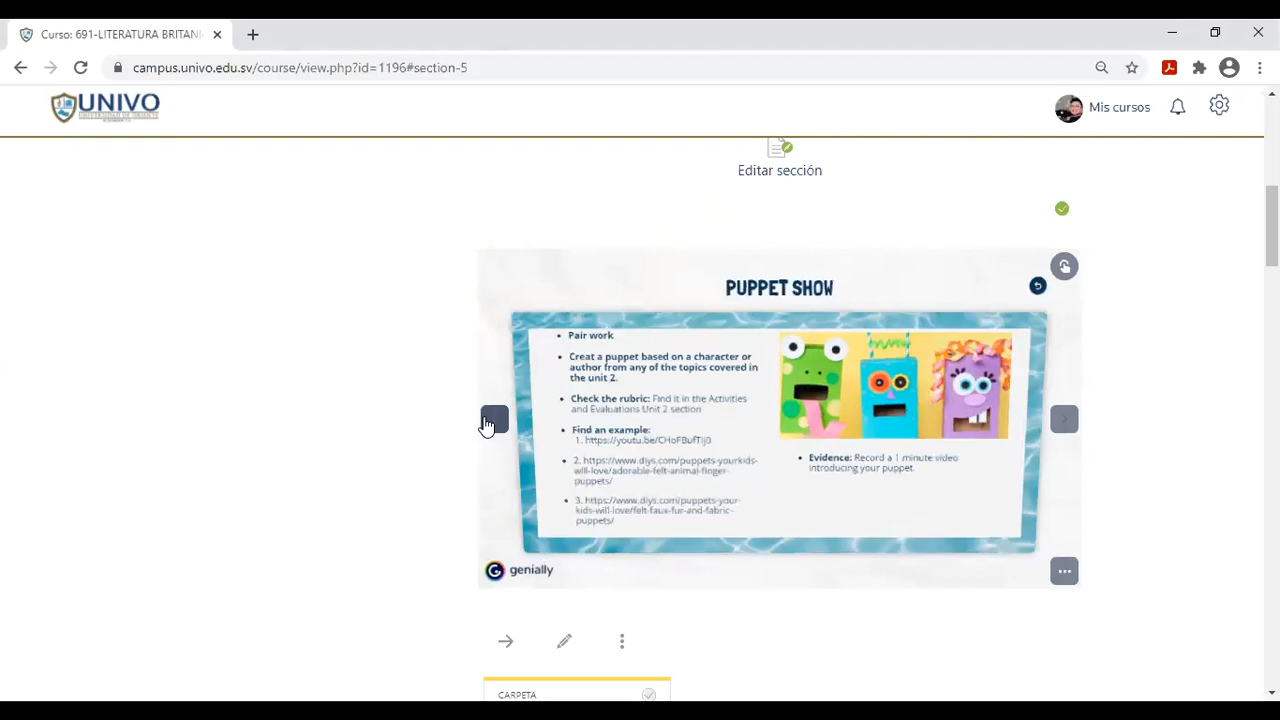 Curso: 691-LITERATURA BRITANI
campus.univo.edu.sv/course/view.php?id=1196#section-5
UNIVO
Mis cursos
Editar sección
PUPPET SHOW
• Pair work
• Creat a puppet based on a character or
author from any of the topics covered in
the unit 2.
• Check the rubric: Find it in the Activities
and Evaluations Unit 2 section
• Find an example:
1. https://youtu.be/CHoFBufTij0
• 2. https://www.diys.com/puppets-yourkids-
will-love/adorable-felt-animal-finger-
puppets/
• 3. https://www.diys.com/puppets-your-
kids-will-love/felt-faux-fur-and-fabric-
puppets/
• Evidence: Record a 1 minute video
introducing your puppet.
genially
CARPETA